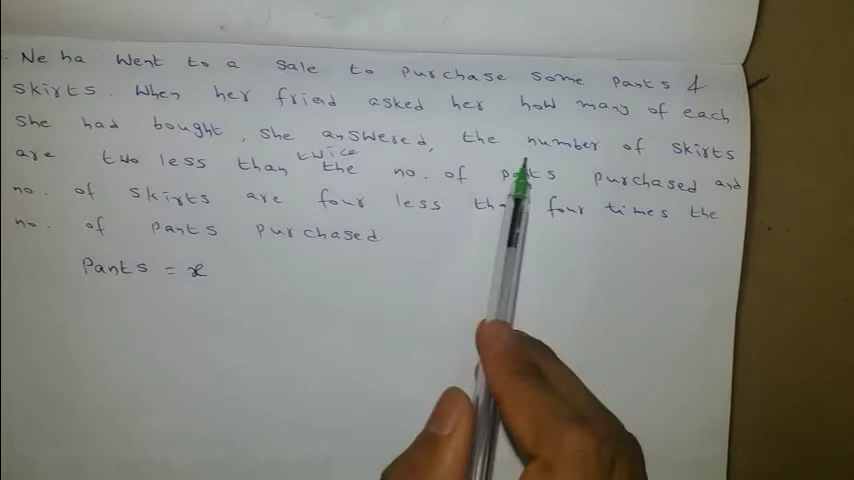 Neha went to a sale to purchase some pants &
skirts. When her friend asked her how many of each
she had bought, she answered, the number of skirts
are two less than twice the no. of pants purchased and
no. of skirts are four less four times the
no. of pants purchased
Pants = x